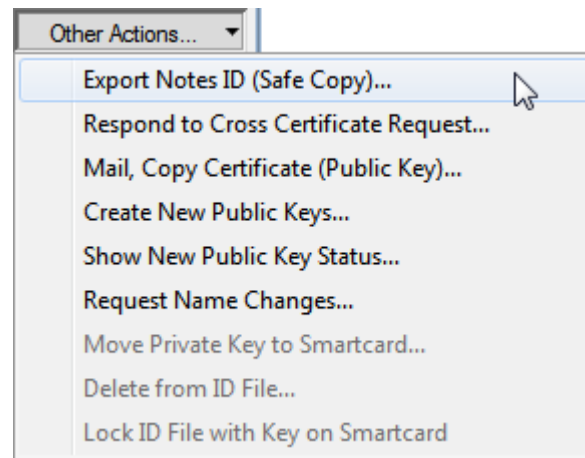 Other Actions...
Export Notes ID (Safe Copy)...
Respond to Cross Certificate Request...
Mail, Copy Certificate (Public Key)...
Create New Public Keys...
Show New Public Key Status...
Request Name Changes...
Move Private Key to Smartcard...
Delete from ID File...
Lock ID File with Key on Smartcard